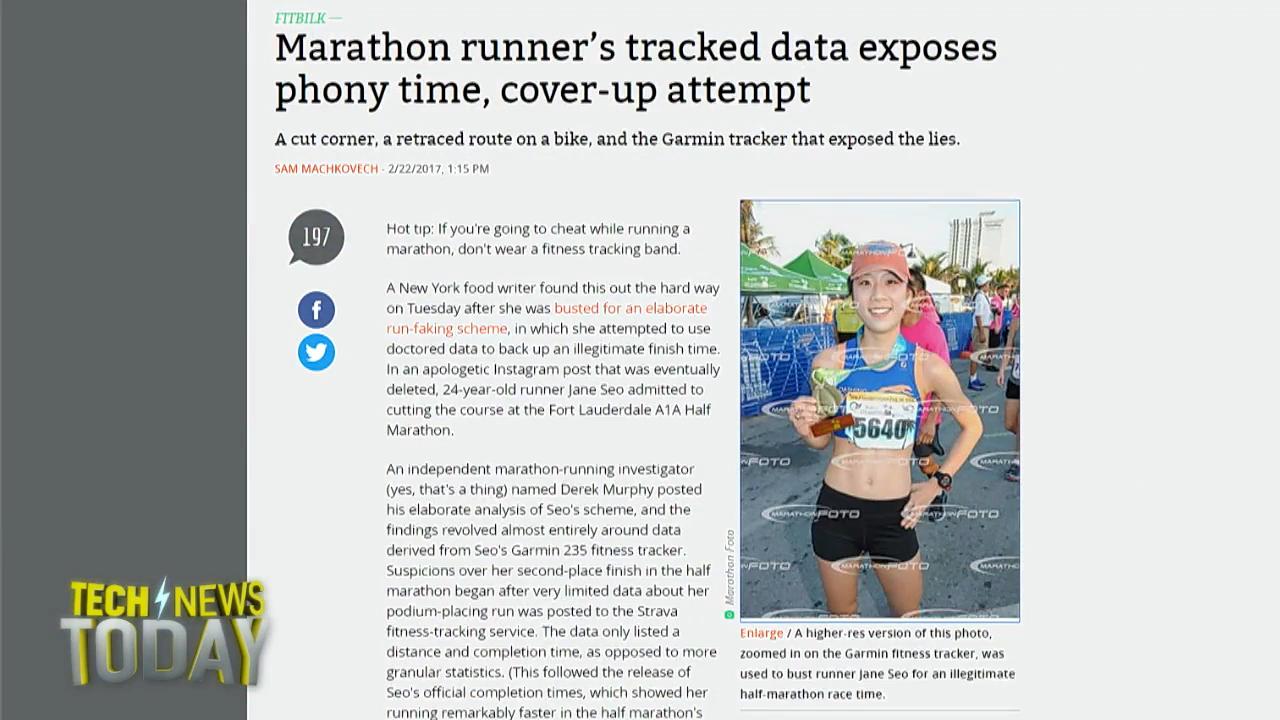 FITBILK —
Marathon runner's tracked data exposes
phony time, cover-up attempt
A cut corner, a retraced route on a bike, and the Garmin tracker that exposed the lies.
SAM MACHKOVECH - 2/22/2017, 1:15 PM
197
Hot tip: If you're going to cheat while running a
marathon, don't wear a fitness tracking band.
A New York food writer found this out the hard way
on Tuesday after she was busted for an elaborate
run-faking scheme, in which she attempted to use
doctored data to back up an illegitimate finish time.
In an apologetic Instagram post that was eventually
deleted, 24-year-old runner Jane Seo admitted to
cutting the course at the Fort Lauderdale A1A Half
Marathon.
An independent marathon-running investigator
(yes, that's a thing) named Derek Murphy posted
his elaborate analysis of Seo's scheme, and the
findings revolved almost entirely around data
derived from Seo's Garmin 235 fitness tracker.
Suspicions over her second-place finish in the half
marathon began after very limited data about her
podium-placing run was posted to the Strava
fitness-tracking service. The data only listed a
distance and completion time, as opposed to more
granular statistics. (This followed the release of
Seo's official completion times, which showed her
running remarkably faster in the half marathon's
MARATHONFOTO
5640
Marathon Foto
Enlarge / A higher-res version of this photo,
zoomed in on the Garmin fitness tracker, was
used to bust runner Jane Seo for an illegitimate
half-marathon race time.
TECH NEWS
TODAY